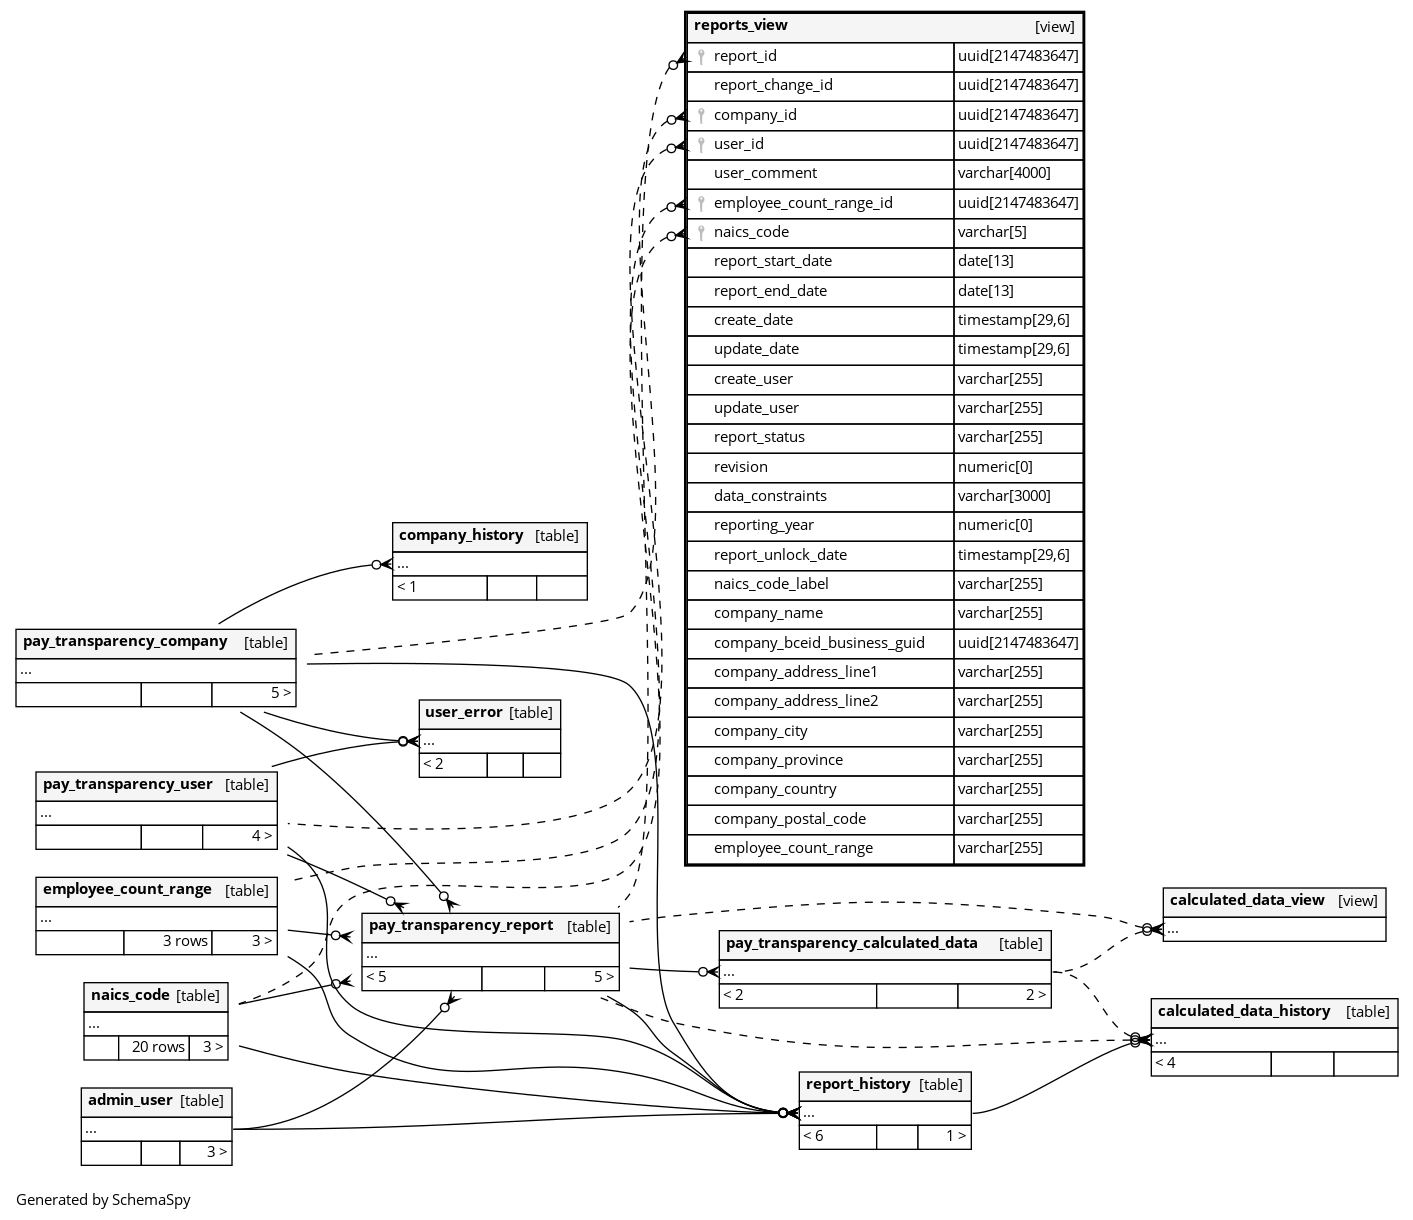 reports_view [view]
report_id uuid[2147483647]
report_change_id uuid[2147483647]
company_id uuid[2147483647]
user_id uuid[2147483647]
user_comment varchar[4000]
employee_count_range_id uuid[2147483647]
naics_code varchar[5]
report_start_date date[13]
report_end_date date[13]
create_date timestamp[29,6]
update_date timestamp[29,6]
create_user varchar[255]
update_user varchar[255]
report_status varchar[255]
revision numeric[0]
data_constraints varchar[3000]
reporting_year numeric[0]
report_unlock_date timestamp[29,6]
naics_code_label varchar[255]
company_name varchar[255]
company_bceid_business_guid uuid[2147483647]
company_address_line1 varchar[255]
company_address_line2 varchar[255]
company_city varchar[255]
company_province varchar[255]
company_country varchar[255]
company_postal_code varchar[255]
employee_count_range varchar[255]
company_history [table]
...
< 1
pay_transparency_company [table]
...
5 >
user_error [table]
...
< 2
pay_transparency_user [table]
...
4 >
employee_count_range [table]
...
3 rows 3 >
pay_transparency_report [table]
...
< 5 5 >
naics_code [table]
...
20 rows 3 >
admin_user [table]
...
3 >
pay_transparency_calculated_data [table]
...
< 2 2 >
calculated_data_view [view]
...
calculated_data_history [table]
...
< 4
report_history [table]
...
< 6 1 >
Generated by SchemaSpy